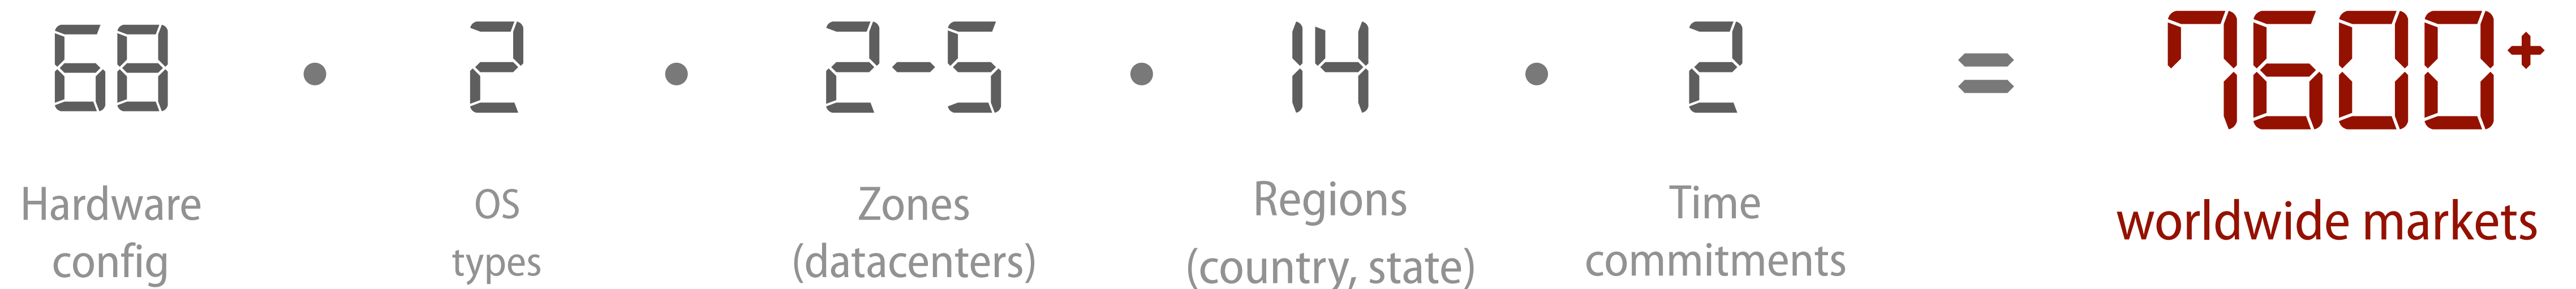 68 • 2 • 2-5 • 14 • 2 = 7600+
Hardware config
OS types
Zones (datacenters)
Regions (country, state)
Time commitments
worldwide markets